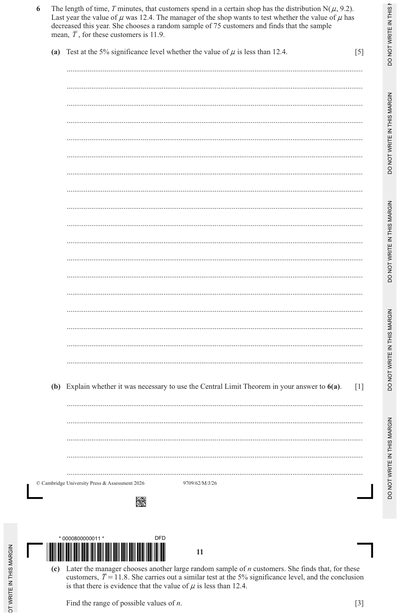 6 The length of time, T minutes, that customers spend in a certain shop has the distribution N(μ, 9.2).
Last year the value of μ was 12.4. The manager of the shop wants to test whether the value of μ has
decreased this year. She chooses a random sample of 75 customers and finds that the sample
mean, T̅, for these customers is 11.9.
(a) Test at the 5% significance level whether the value of μ is less than 12.4. [5]
(b) Explain whether it was necessary to use the Central Limit Theorem in your answer to 6(a). [1]
© Cambridge University Press & Assessment 2026 9709/62/M/J/26
DO NOT WRITE IN THIS MARGIN
DO NOT WRITE IN THIS MARGIN
DO NOT WRITE IN THIS MARGIN
DO NOT WRITE IN THIS MARGIN
DO NOT WRITE IN THIS MARGIN
* 0000800000011 * DFD
11
(c) Later the manager chooses another large random sample of n customers. She finds that, for these
customers, T̅ = 11.8. She carries out a similar test at the 5% significance level, and the conclusion
is that there is evidence that the value of μ is less than 12.4.
Find the range of possible values of n. [3]
OT WRITE IN THIS MARGIN